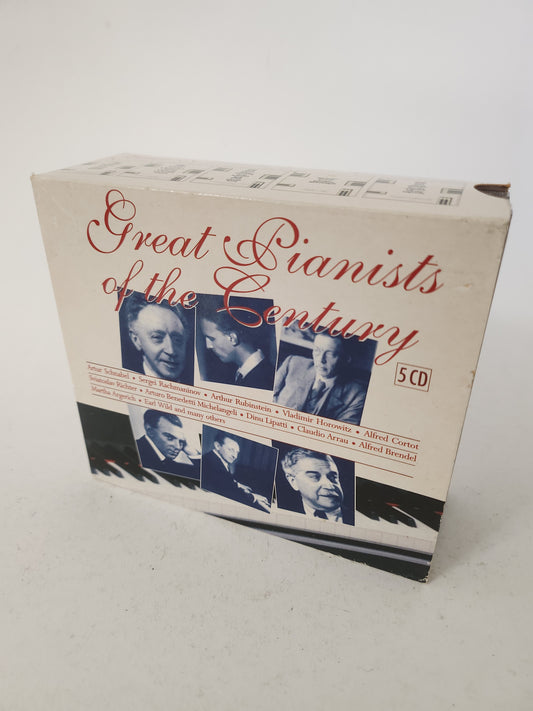 Great Pianists
of the Century
5 CD
Artur Schnabel • Sergei Rachmaninov • Arthur Rubinstein • Vladimir Horowitz • Alfred Cortot
Sviatoslav Richter • Arturo Benedetti Michelangeli • Dinu Lipatti • Claudio Arrau • Alfred Brendel
Martha Argerich • Earl Wild and many others